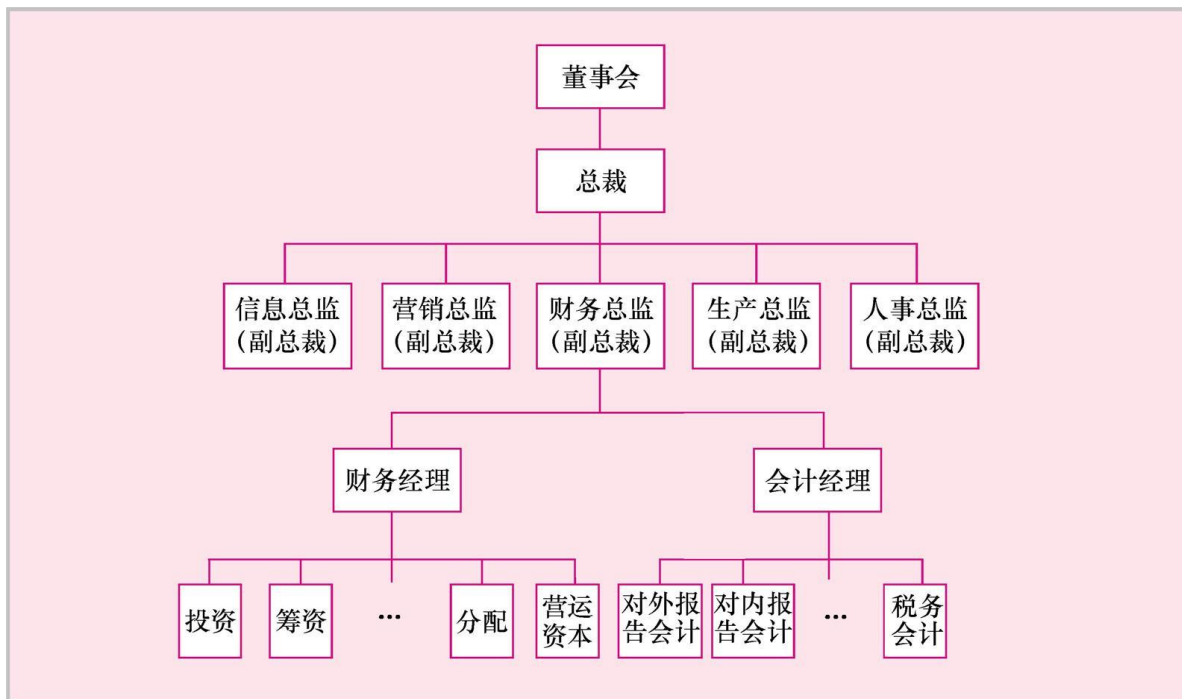 董事会
总裁
信息总监
(副总裁)
营销总监
(副总裁)
财务总监
(副总裁)
生产总监
(副总裁)
人事总监
(副总裁)
财务经理
会计经理
投资
筹资
…
分配
营运
资本
对外报
告会计
对内报
告会计
…
税务
会计